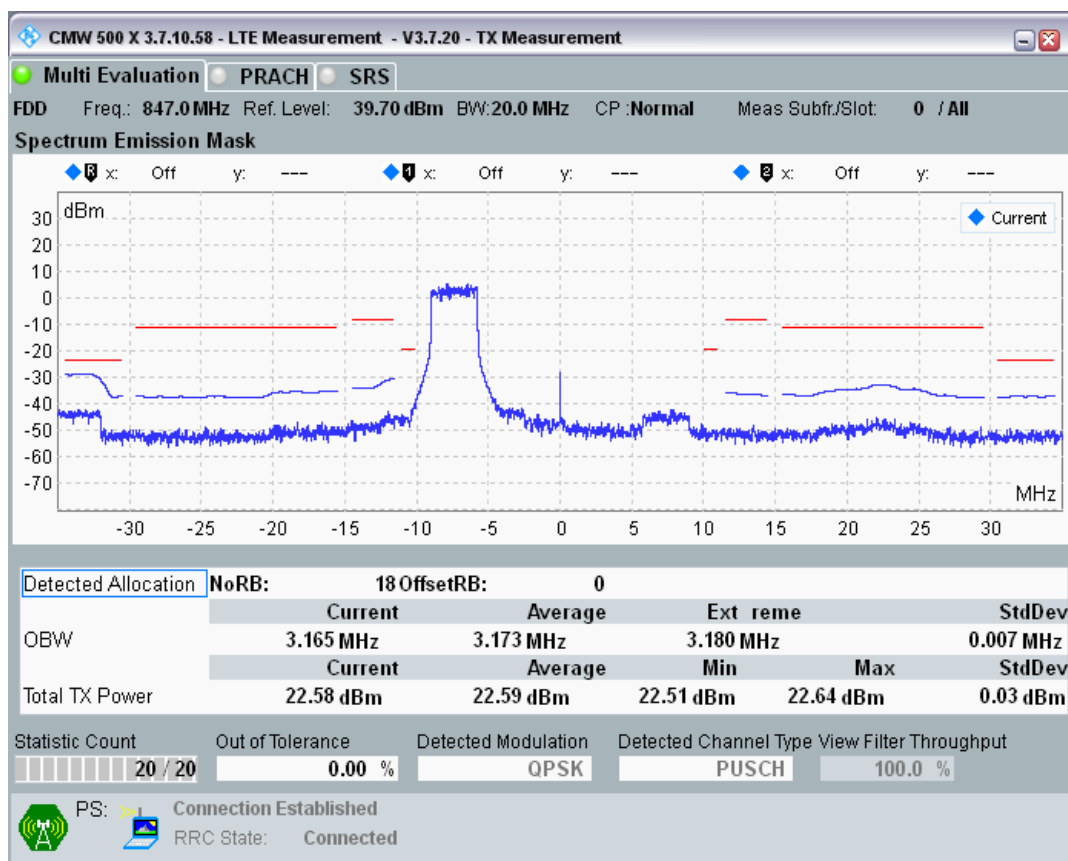 CMW 500 X 3.7.10.58 - LTE Measurement - V3.7.20 - TX Measurement
Multi Evaluation PRACH SRS
FDD Freq.: 847.0 MHz Ref. Level: 39.70 dBm BW:20.0 MHz CP :Normal Meas Subfr./Slot: 0 / All
Spectrum Emission Mask
R x: Off y: --- 1 x: Off y: --- 2 x: Off y: ---
dBm
Current
30
20
10
0
-10
-20
-30
-40
-50
-60
-70
MHz
-30 -25 -20 -15 -10 -5 0 5 10 15 20 25 30
Detected Allocation NoRB: 18 OffsetRB: 0
Current Average Ext reme StdDev
OBW 3.165 MHz 3.173 MHz 3.180 MHz 0.007 MHz
Current Average Min Max StdDev
Total TX Power 22.58 dBm 22.59 dBm 22.51 dBm 22.64 dBm 0.03 dBm
Statistic Count Out of Tolerance Detected Modulation Detected Channel Type View Filter Throughput
20 / 20 0.00 % QPSK PUSCH 100.0 %
PS: Connection Established
RRC State: Connected